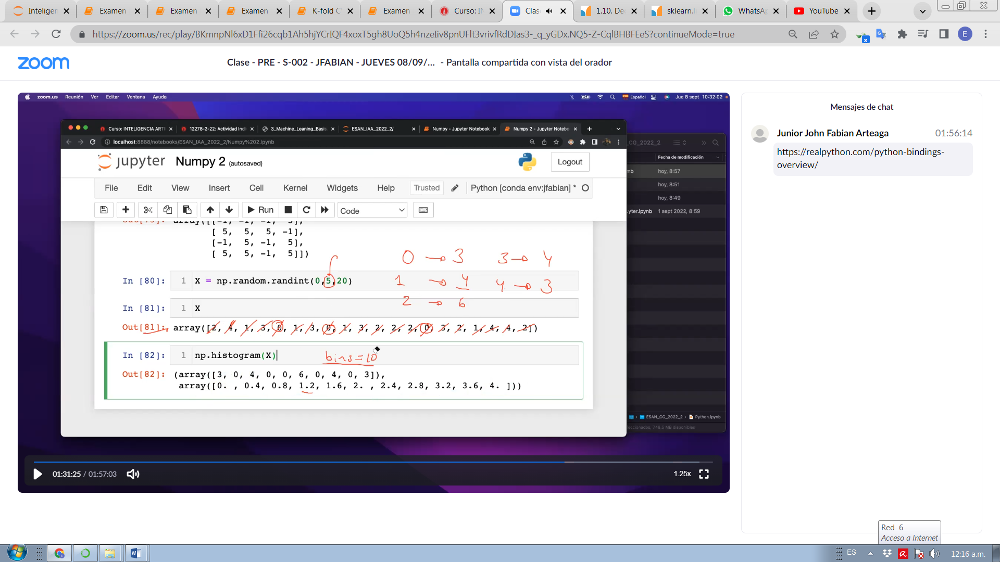 Inteligen
Examen
Examen
Examen
K-fold C
Examen
Curso: IN
Clas
1.10. De
sklearn.li
WhatsAp
YouTube
https://zoom.us/rec/play/BKmnpNl6xD1Ffi26cqb1Ah5hjYCrIQF4xoxT5gh8UoQ5h4nzeIiv8pnUFlt3vrivfRdDIas3-_q_yGDx.NQ5-Z-CqlBHBFEeS?continueMode=true
E
zoom
Clase - PRE - S-002 - JFABIAN - JUEVES 08/09/... - Pantalla compartida con vista del orador
zoom.us Reunión Ver Editar Ventana Ayuda
Español Jue 8 sept 10:32:02
Curso: INTELIGENCIA ARTI
12278-2-22: Actividad Indi
3_Machine_Leaning_Basis.
ESAN_IAA_2022_2/
Numpy - Jupyter Notebook
Numpy 2 - Jupyter Notebo
localhost:8888/notebooks/ESAN_IAA_2022_2/Numpy%202.ipynb
_CG_2022_2
Fecha de modificación
nb hoy, 8:57
hoy, 8:51
hoy, 8:49
yter.ipynb 1 sept 2022, 8:59
jupyter Numpy 2 (autosaved)
Logout
File Edit View Insert Cell Kernel Widgets Help Trusted Python [conda env:jfabian] *
Run Code
array([[-1, -1, -1, 5],
[ 5, 5, 5, -1],
[-1, 5, -1, 5],
[ 5, 5, -1, 5]])
0 → 3 3 → 4
In [80]: 1 X = np.random.randint(0,5,20)
1 → 4 4 → 3
2 → 6
In [81]: 1 X
Out[81]: array([2, 4, 1, 3, 0, 1, 3, 0, 1, 3, 2, 2, 2, 0, 3, 2, 1, 4, 4, 2])
In [82]: 1 np.histogram(X)
bins=10
Out[82]: (array([3, 0, 4, 0, 0, 6, 0, 4, 0, 3]),
array([0. , 0.4, 0.8, 1.2, 1.6, 2. , 2.4, 2.8, 3.2, 3.6, 4. ]))
ESAN_CG_2022_2 › Python.ipynb
eccionados, 748,5 MB disponibles
01:31:25 / 01:57:03
1.25x
Mensajes de chat
Junior John Fabian Arteaga 01:56:14
https://realpython.com/python-bindings-
overview/
Red 6
Acceso a Internet
ES
12:16 a.m.